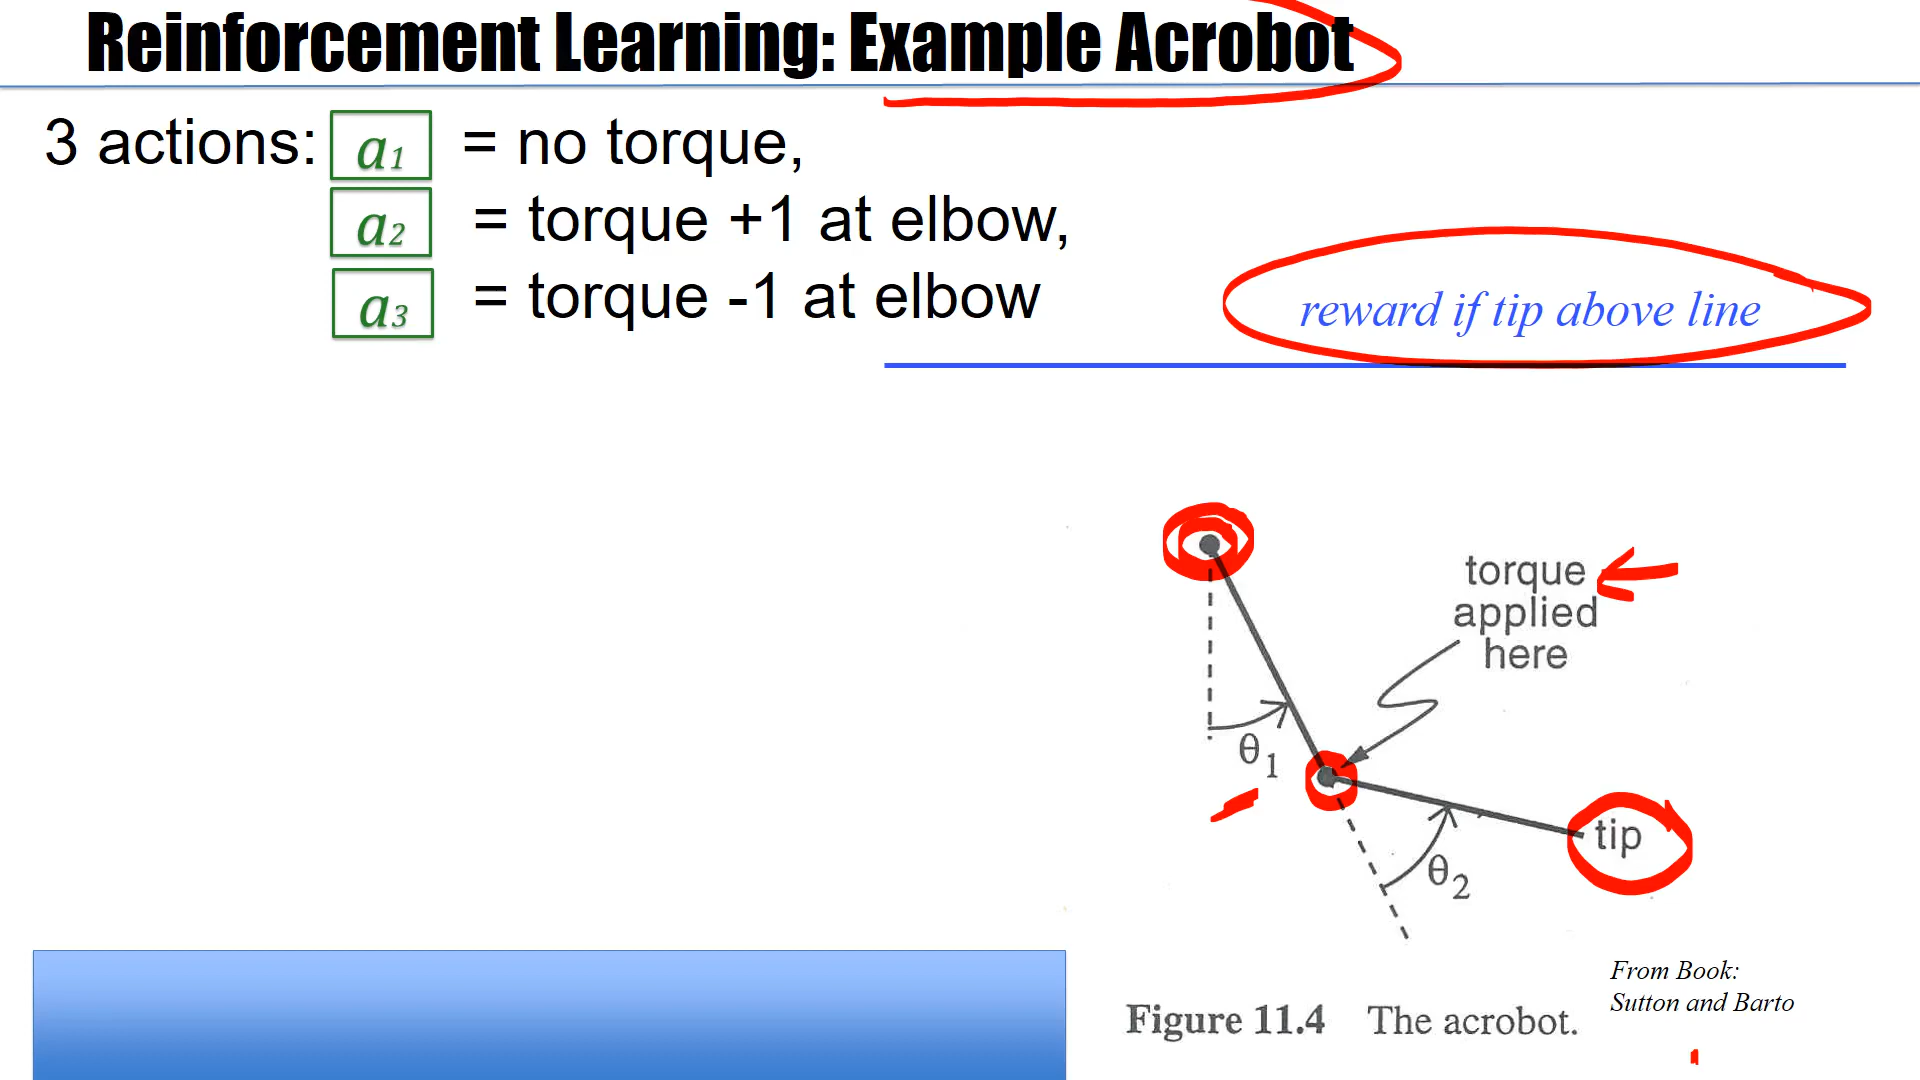 Reinforcement Learning: Example Acrobot
3 actions: a1 = no torque,
a2 = torque +1 at elbow,
a3 = torque -1 at elbow
reward if tip above line
torque
applied
here
θ1
tip
θ2
From Book:
Sutton and Barto
Figure 11.4 The acrobot.